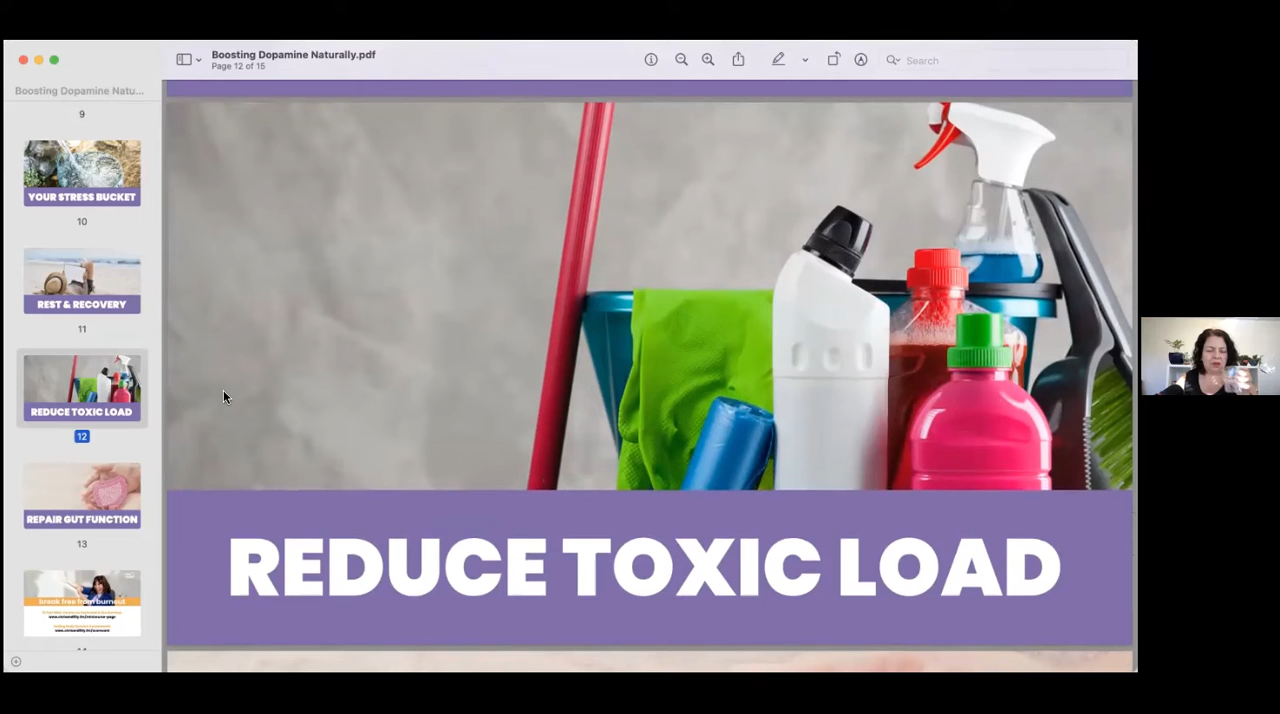 Boosting Dopamine Naturally.pdf
Page 12 of 15
Search
Boosting Dopamine Natu...
9
YOUR STRESS BUCKET
10
REST & RECOVERY
11
REDUCE TOXIC LOAD
12
REPAIR GUT FUNCTION
13
break free from burnout
REDUCE TOXIC LOAD